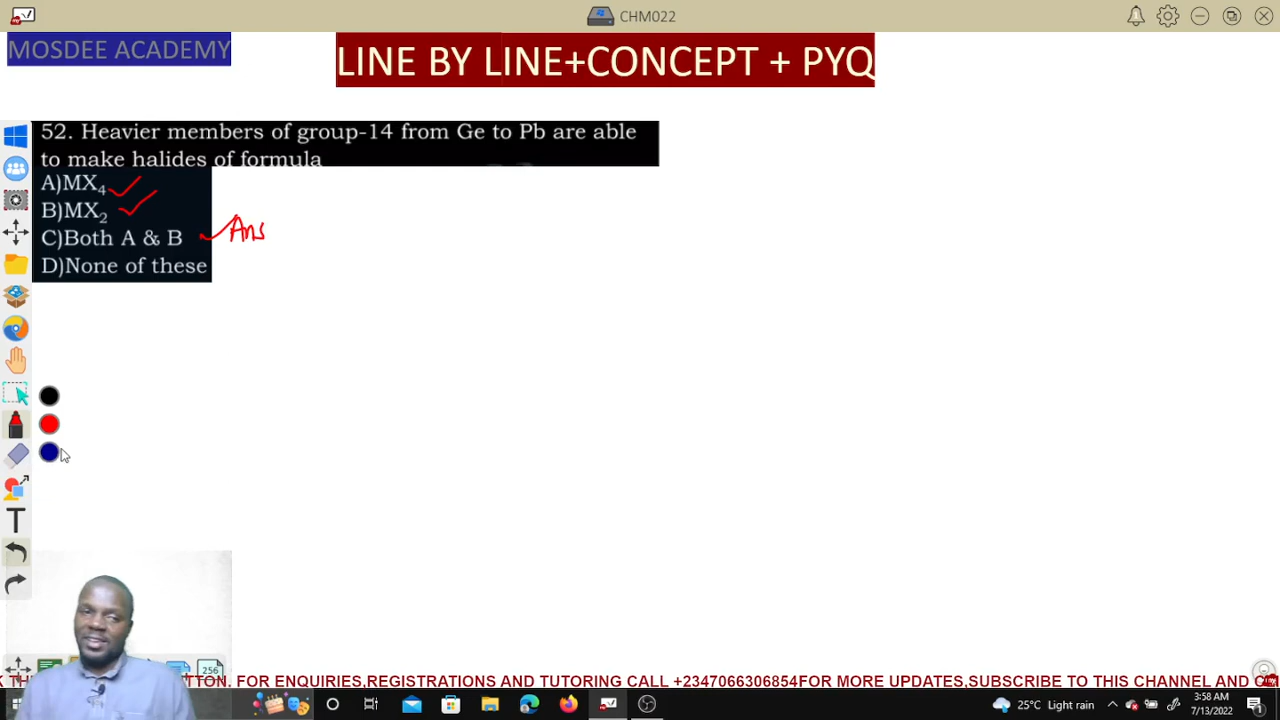 CHM022
MOSDEE ACADEMY
LINE BY LINE+CONCEPT + PYQ
52. Heavier members of group-14 from Ge to Pb are able
to make halides of formula
A)MX₄
B)MX₂
C)Both A & B
Ans
D)None of these
T
256
TTON. FOR ENQUIRIES,REGISTRATIONS AND TUTORING CALL +2347066306854FOR MORE UPDATES,SUBSCRIBE TO THIS CHANNEL AND
25°C Light rain
3:58 AM
7/13/2022